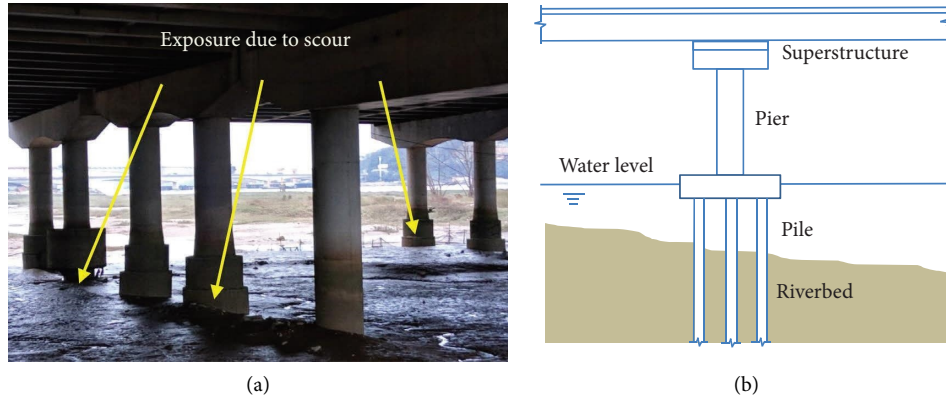 Exposure due to scour
Superstructure
Pier
Water level
Pile
Riverbed
(a)
(b)